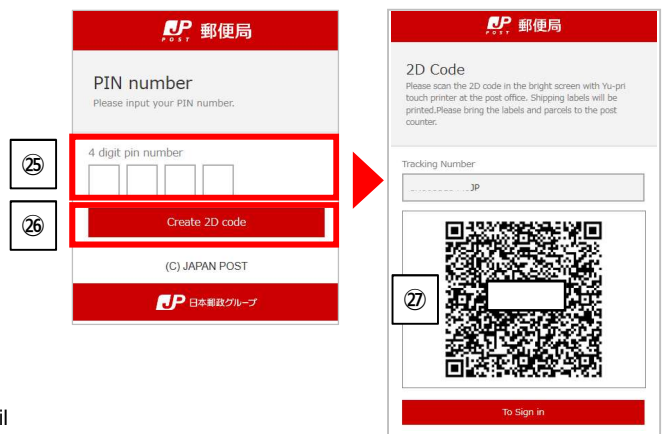 JP POST 郵便局
PIN number
Please input your PIN number.
㉕
4 digit pin number
㉖
Create 2D code
(C) JAPAN POST
JP 日本郵政グループ
JP POST 郵便局
2D Code
Please scan the 2D code in the bright screen with Yu-pri
touch printer at the post office. Shipping labels will be
printed.Please bring the labels and parcels to the post
counter.
Tracking Number
JP
㉗
To Sign in
il